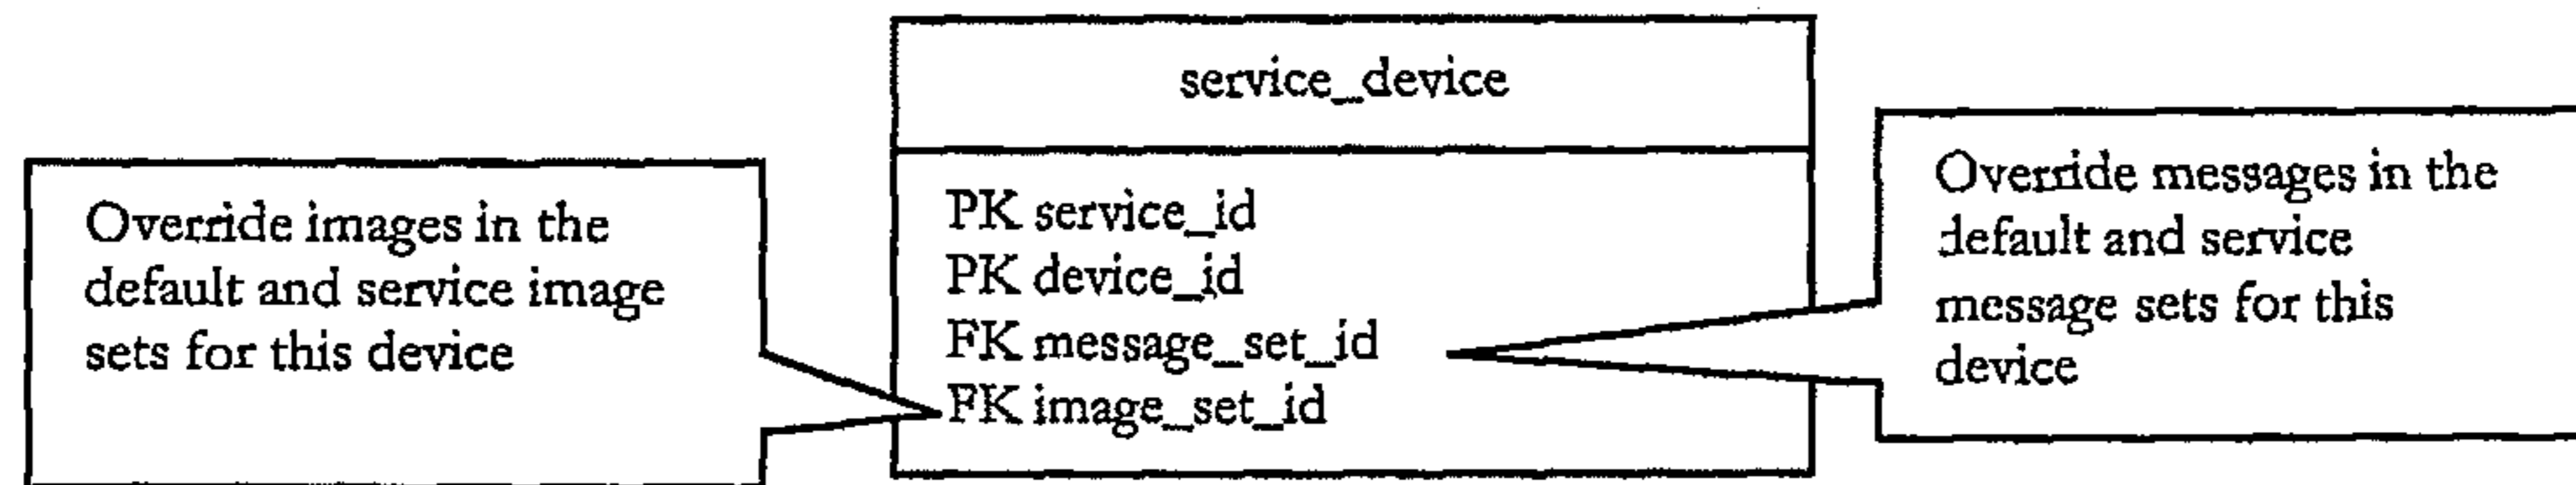 service_device
Override images in the
default and service image
sets for this device
PK service_id
PK device_id
FK message_set_id
FK image_set_id
Override messages in the
default and service
message sets for this
device